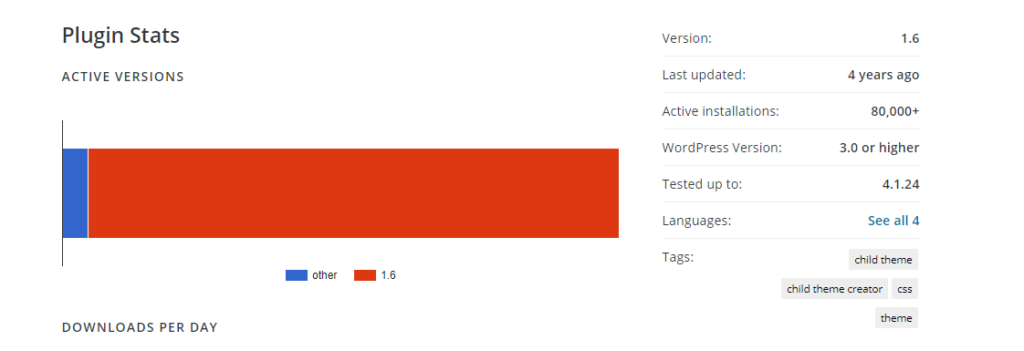 Plugin Stats
ACTIVE VERSIONS
other 1.6
DOWNLOADS PER DAY
Version: 1.6
Last updated: 4 years ago
Active installations: 80,000+
WordPress Version: 3.0 or higher
Tested up to: 4.1.24
Languages: See all 4
Tags: child theme
child theme creator css
theme